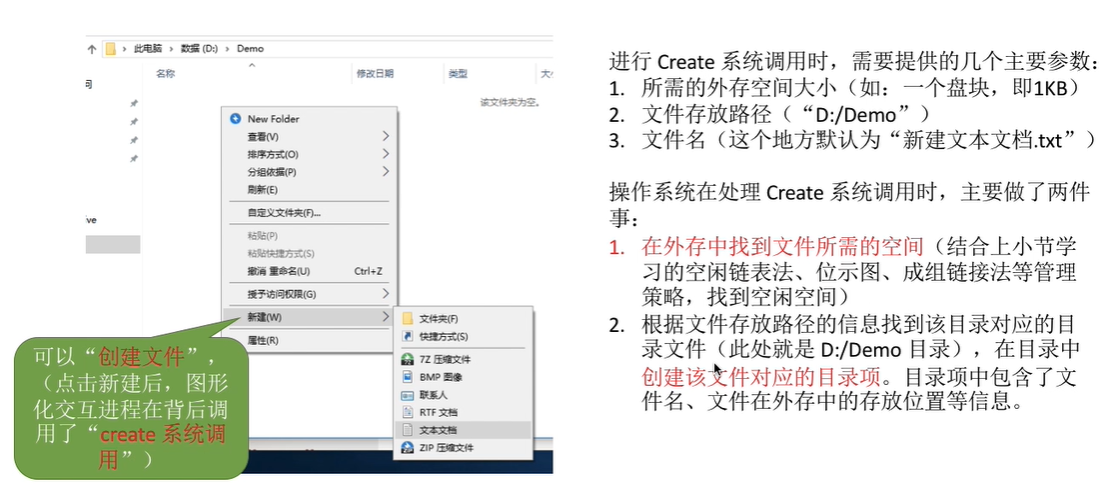 此电脑 › 数据 (D:) › Demo
名称
修改日期
类型
该文件夹为空。
New Folder
查看(V)
排序方式(O)
分组依据(P)
刷新(E)
自定义文件夹(F)...
粘贴(P)
粘贴快捷方式(S)
撤消 重命名(U) Ctrl+Z
授予访问权限(G)
新建(W)
属性(R)
文件夹(F)
快捷方式(S)
7Z 压缩文件
BMP 图像
联系人
RTF 文档
文本文档
ZIP 压缩文件
ve
可以“创建文件”，
（点击新建后，图形
化交互进程在背后调
用了“create 系统调
用”）
进行 Create 系统调用时，需要提供的几个主要参数：
1. 所需的外存空间大小（如：一个盘块，即1KB）
2. 文件存放路径（“D:/Demo”）
3. 文件名（这个地方默认为“新建文本文档.txt”）
操作系统在处理 Create 系统调用时，主要做了两件
事：
1. 在外存中找到文件所需的空间（结合上小节学
习的空闲链表法、位示图、成组链接法等管理
策略，找到空闲空间）
2. 根据文件存放路径的信息找到该目录对应的目
录文件（此处就是 D:/Demo 目录），在目录中
创建该文件对应的目录项。目录项中包含了文
件名、文件在外存中的存放位置等信息。